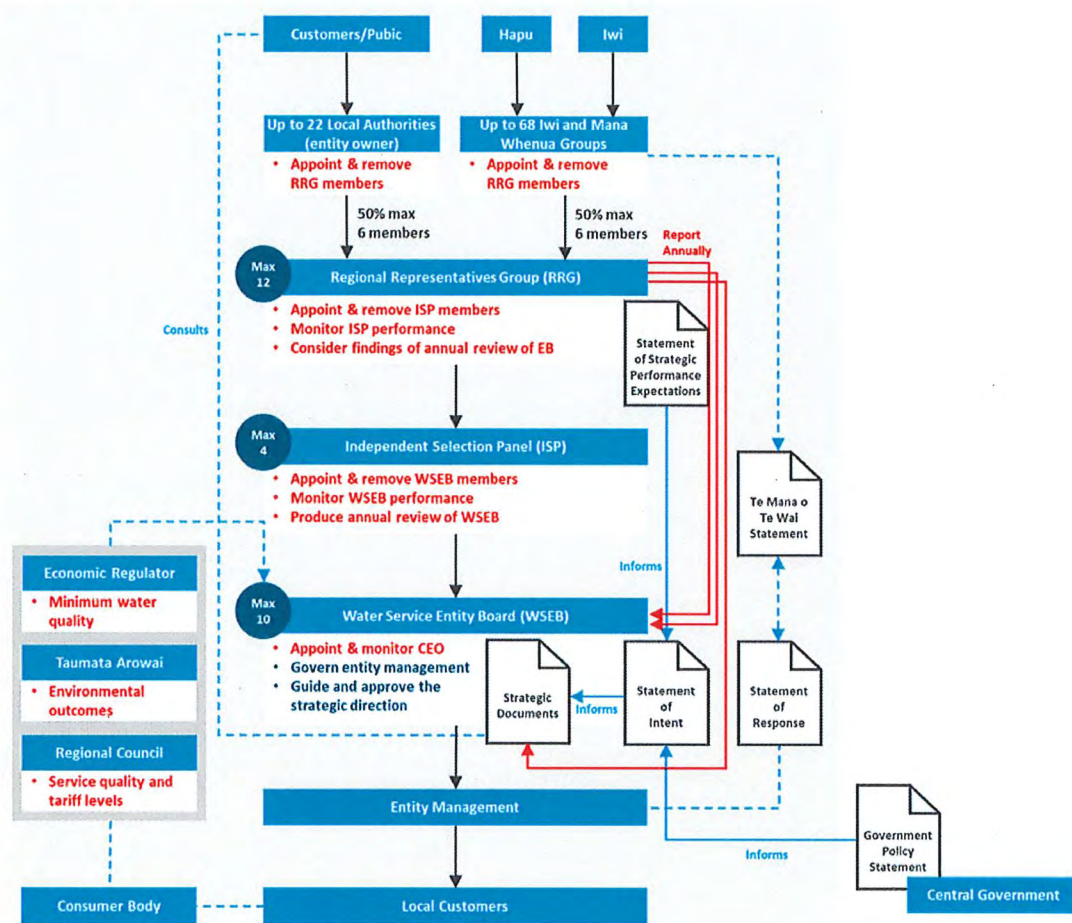 Customers/Pubic
Hapu
Iwi
Up to 22 Local Authorities
(entity owner)
• Appoint & remove
RRG members
Up to 68 Iwi and Mana
Whenua Groups
• Appoint & remove
RRG members
50% max
6 members
50% max
6 members
Report
Annually
Max
12
Regional Representatives Group (RRG)
• Appoint & remove ISP members
• Monitor ISP performance
• Consider findings of annual review of EB
Consults
Statement
of Strategic
Performance
Expectations
Max
4
Independent Selection Panel (ISP)
• Appoint & remove WSEB members
• Monitor WSEB performance
• Produce annual review of WSEB
Te Mana o
Te Wai
Statement
Economic Regulator
• Minimum water
quality
Taumata Arowai
• Environmental
outcomes
Regional Council
• Service quality and
tariff levels
Informs
Max
10
Water Service Entity Board (WSEB)
• Appoint & monitor CEO
• Govern entity management
• Guide and approve the
strategic direction
Strategic
Documents
Informs
Statement
of
Intent
Statement
of
Response
Entity Management
Government
Policy
Statement
Informs
Central Government
Consumer Body
Local Customers